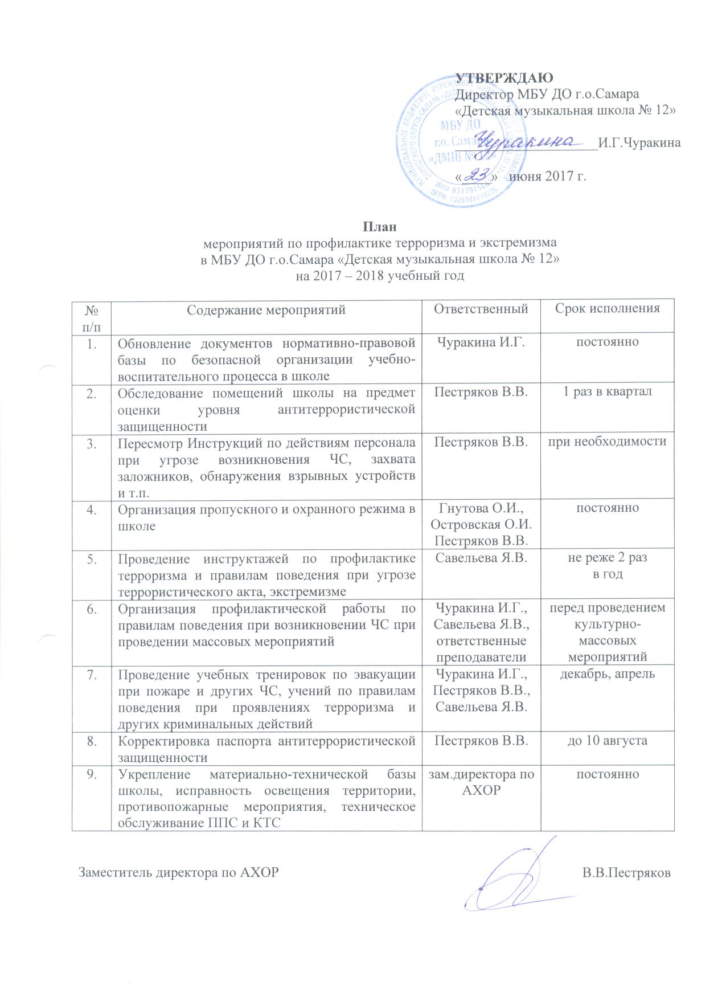 УТВЕРЖДАЮ
Директор МБУ ДО г.о.Самара
«Детская музыкальная школа № 12»
Чуракина И.Г.Чуракина
«23» июня 2017 г.
МБУ ДО
г.о. Самара
«ДМШ № 12»
План
мероприятий по профилактике терроризма и экстремизма
в МБУ ДО г.о.Самара «Детская музыкальная школа № 12»
на 2017 – 2018 учебный год
№ Содержание мероприятий Ответственный Срок исполнения
п/п
1. Обновление документов нормативно-правовой Чуракина И.Г. постоянно
базы по безопасной организации учебно-
воспитательного процесса в школе
2. Обследование помещений школы на предмет Пестряков В.В. 1 раз в квартал
оценки уровня антитеррористической
защищенности
3. Пересмотр Инструкций по действиям персонала Пестряков В.В. при необходимости
при угрозе возникновения ЧС, захвата
заложников, обнаружения взрывных устройств
и т.п.
4. Организация пропускного и охранного режима в Гнутова О.И., постоянно
школе Островская О.И.
Пестряков В.В.
5. Проведение инструктажей по профилактике Савельева Я.В. не реже 2 раз
терроризма и правилам поведения при угрозе в год
террористического акта, экстремизме
6. Организация профилактической работы по Чуракина И.Г., перед проведением
правилам поведения при возникновении ЧС при Савельева Я.В., культурно-
проведении массовых мероприятий ответственные массовых
преподаватели мероприятий
7. Проведение учебных тренировок по эвакуации Чуракина И.Г., декабрь, апрель
при пожаре и других ЧС, учений по правилам Пестряков В.В.,
поведения при проявлениях терроризма и Савельева Я.В.
других криминальных действий
8. Корректировка паспорта антитеррористической Пестряков В.В. до 10 августа
защищенности
9. Укрепление материально-технической базы зам.директора по постоянно
школы, исправность освещения территории, АХОР
противопожарные мероприятия, техническое
обслуживание ППС и КТС
Заместитель директора по АХОР В.В.Пестряков